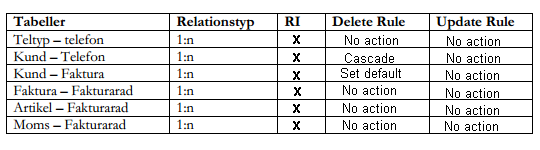 Tabeller Relationstyp RI Delete Rule Update Rule
Teltyp – telefon 1:n X No action No action
Kund – Telefon 1:n X Cascade No action
Kund – Faktura 1:n X Set default No action
Faktura – Fakturarad 1:n X No action No action
Artikel – Fakturarad 1:n X No action No action
Moms – Fakturarad 1:n X No action No action